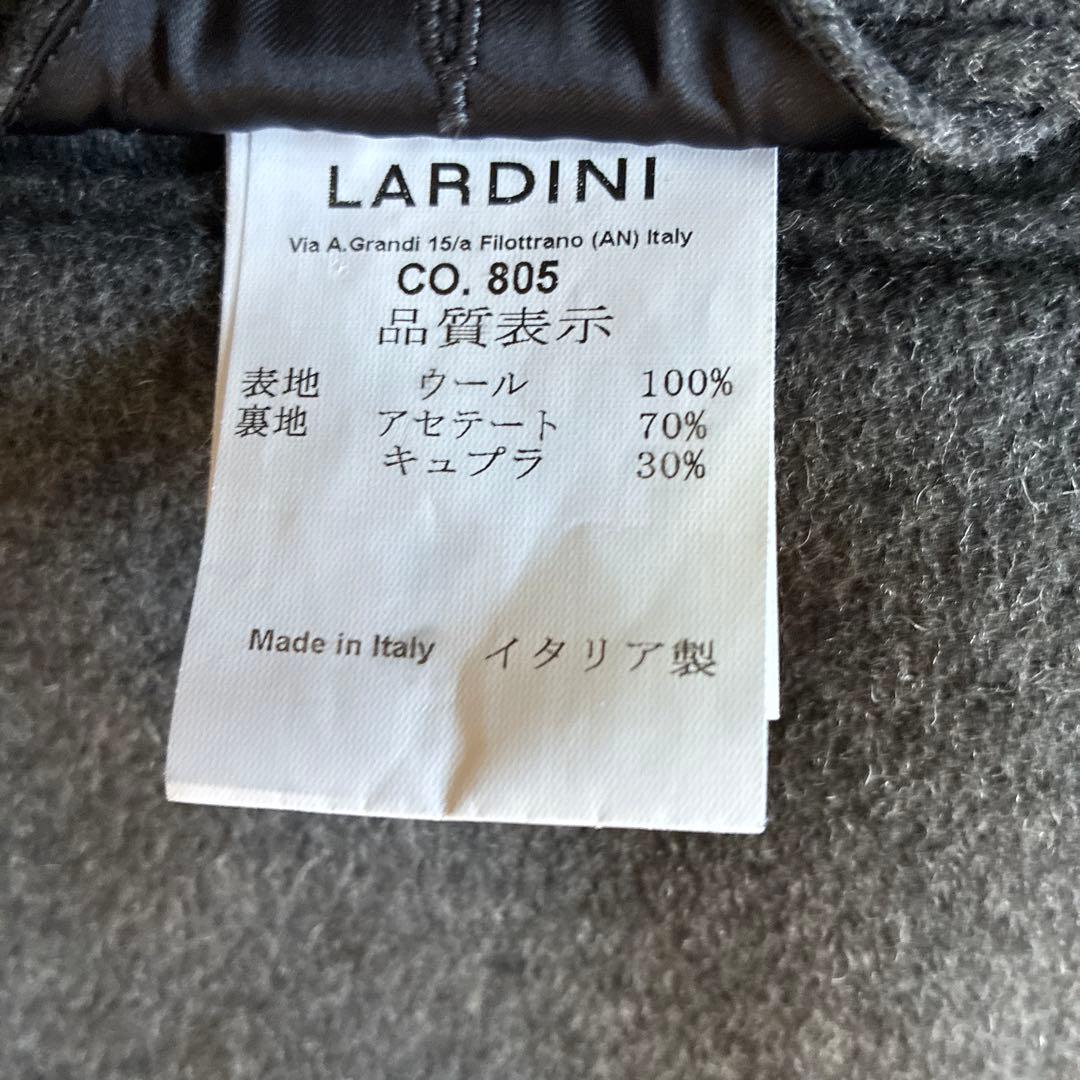 LARDINI
Via A.Grandi 15/a Filottrano (AN) Italy
CO. 805
品質表示
表地 ウール 100%
裏地 アセテート 70%
キュプラ 30%
Made in Italy イタリア製